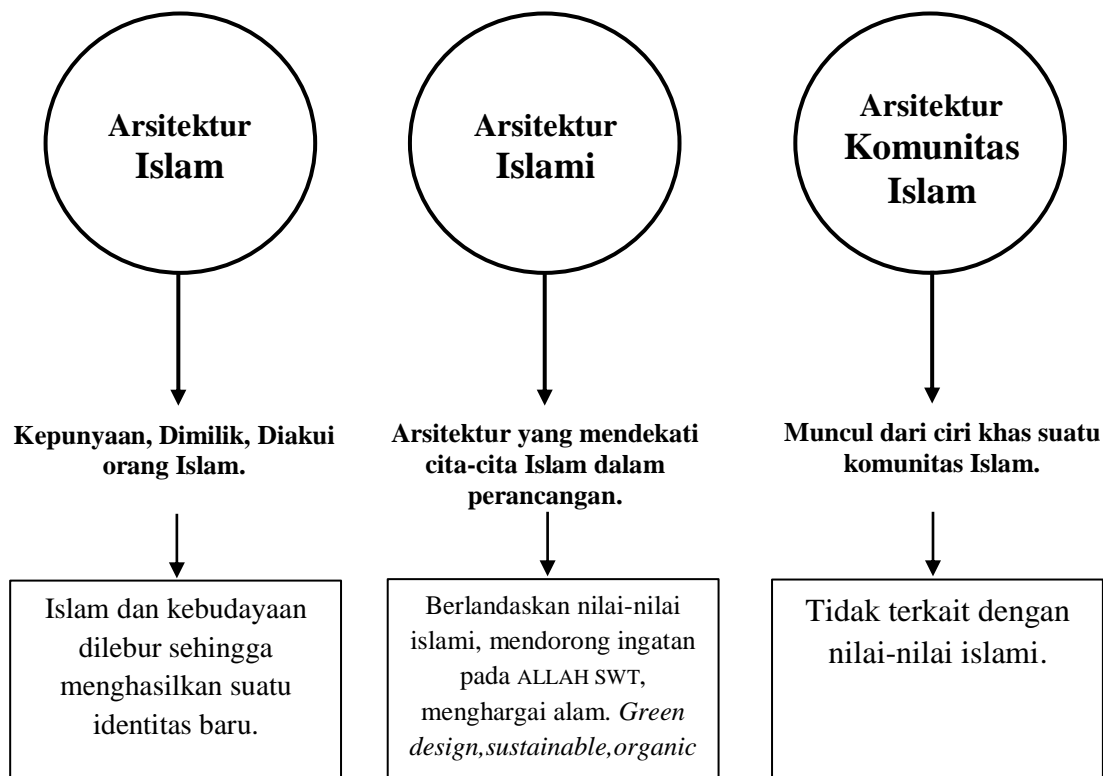 Arsitektur
Islam
Kepunyaan, Dimilik, Diakui
orang Islam.
Islam dan kebudayaan
dilebur sehingga
menghasilkan suatu
identitas baru.
Arsitektur
Islami
Arsitektur yang mendekati
cita-cita Islam dalam
perancangan.
Berlandaskan nilai-nilai
islami, mendorong ingatan
pada ALLAH SWT,
menghargai alam. Green
design,sustainable,organic
Arsitektur
Komunitas
Islam
Muncul dari ciri khas suatu
komunitas Islam.
Tidak terkait dengan
nilai-nilai islami.